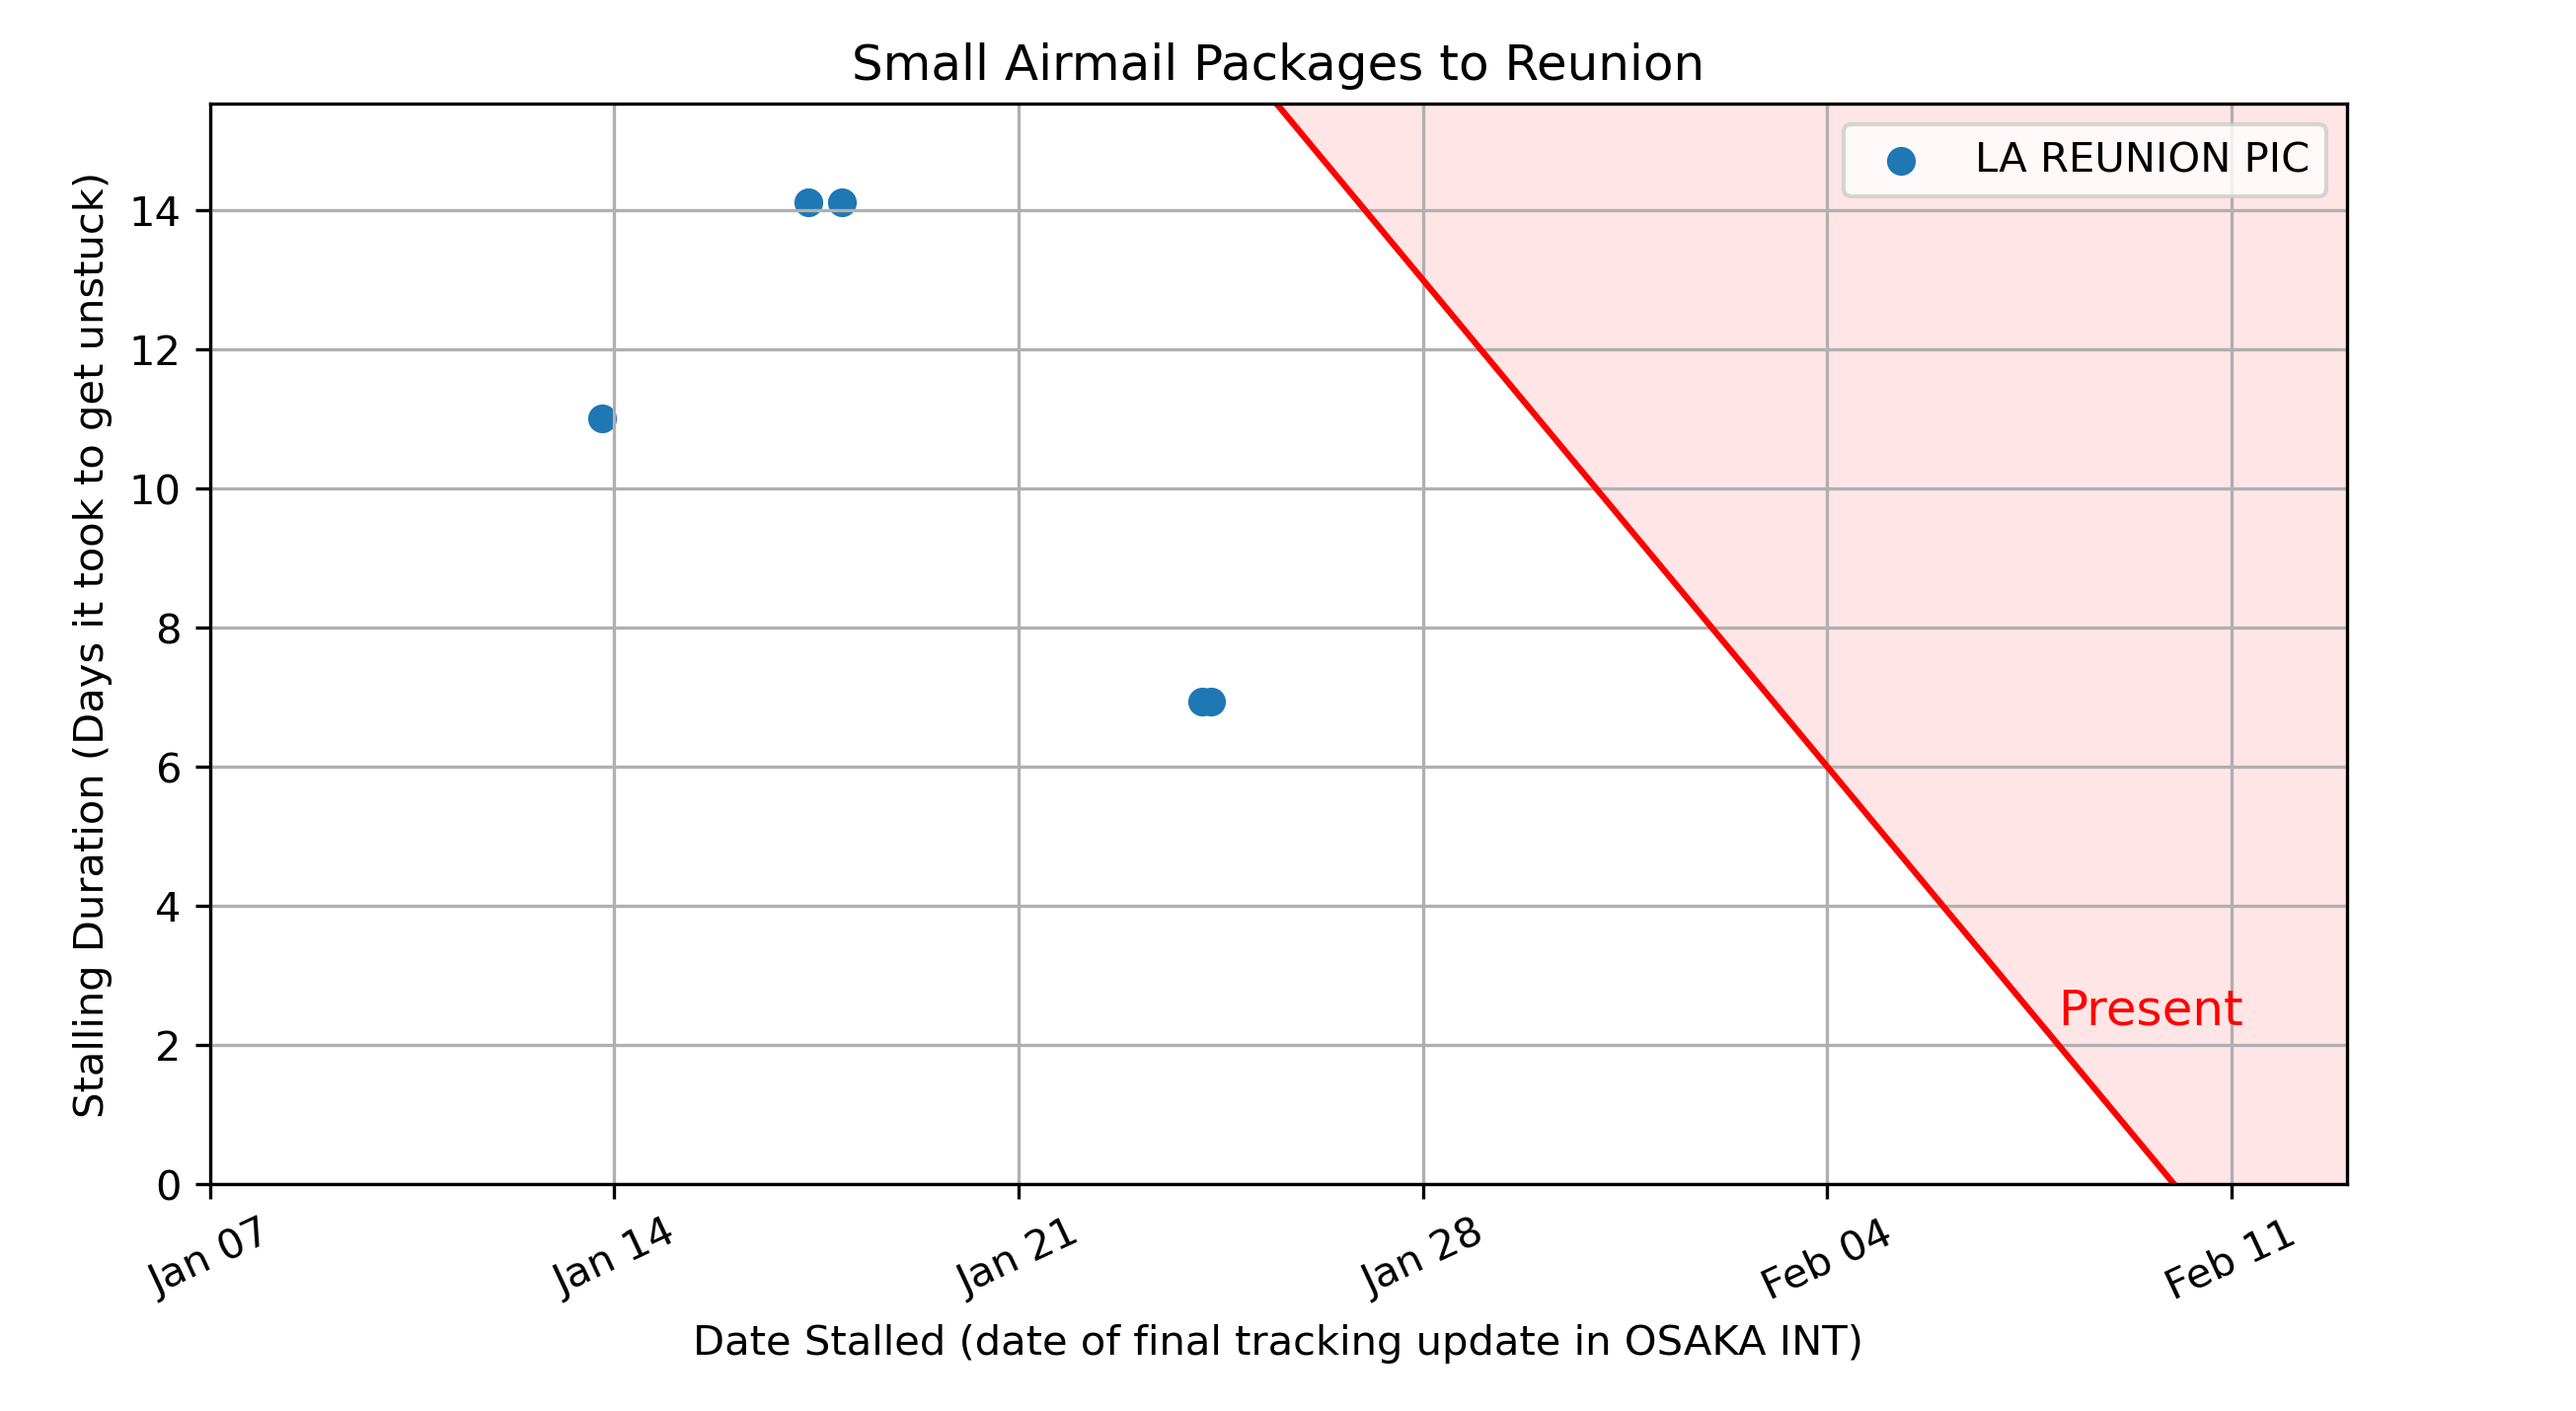 Small Airmail Packages to Reunion
LA REUNION PIC
Stalling Duration (Days it took to get unstuck)
14
12
10
8
6
4
2
0
Present
Jan 07
Jan 14
Jan 21
Jan 28
Feb 04
Feb 11
Date Stalled (date of final tracking update in OSAKA INT)